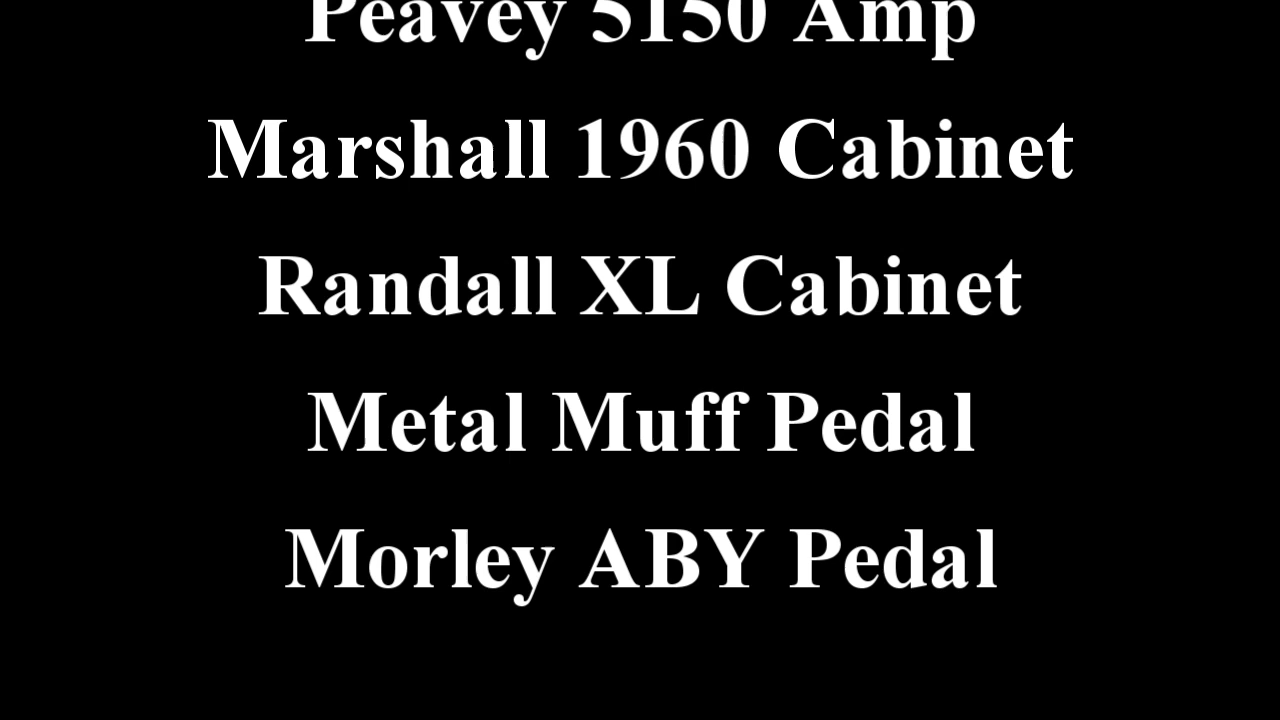 Peavey 5150 Amp
Marshall 1960 Cabinet
Randall XL Cabinet
Metal Muff Pedal
Morley ABY Pedal